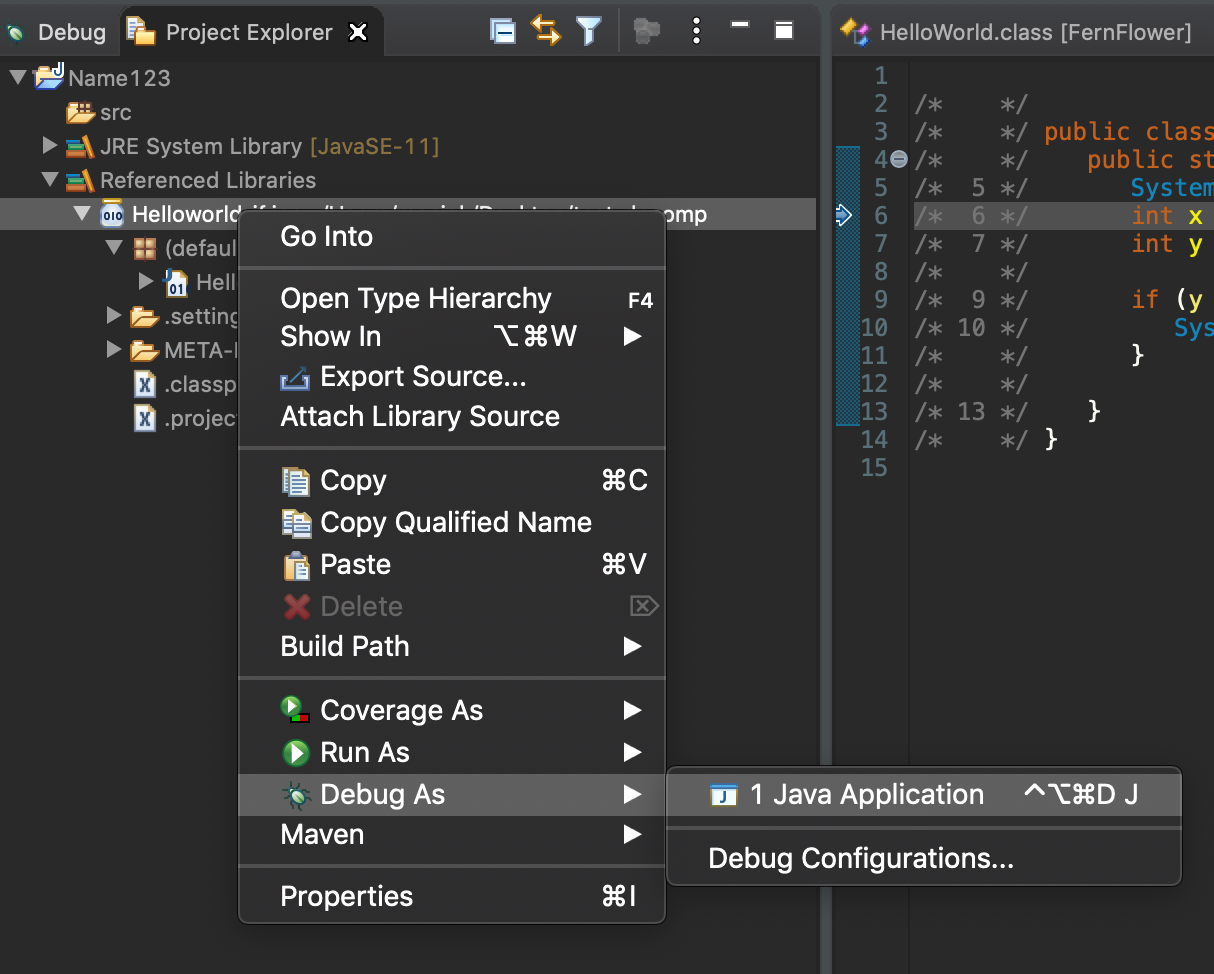 Debug
Project Explorer
HelloWorld.class [FernFlower]
Name123
src
JRE System Library [JavaSE-11]
Referenced Libraries
omp
(defaul
Hell
.setting
META-
.classp
.project
Go Into
Open Type Hierarchy F4
Show In ⌥⌘W
Export Source...
Attach Library Source
Copy ⌘C
Copy Qualified Name
Paste ⌘V
Delete ⌦
Build Path
Coverage As
Run As
Debug As
Maven
Properties ⌘I
1 Java Application ^⌥⌘D J
Debug Configurations...
1
2 /* */
3 /* */ public class
4 /* */ public st
5 /* 5 */ System
6 /* 6 */ int x
7 /* 7 */ int y
8 /* */
9 /* 9 */ if (y
10 /* 10 */ Sys
11 /* */ }
12 /* */
13 /* 13 */ }
14 /* */ }
15